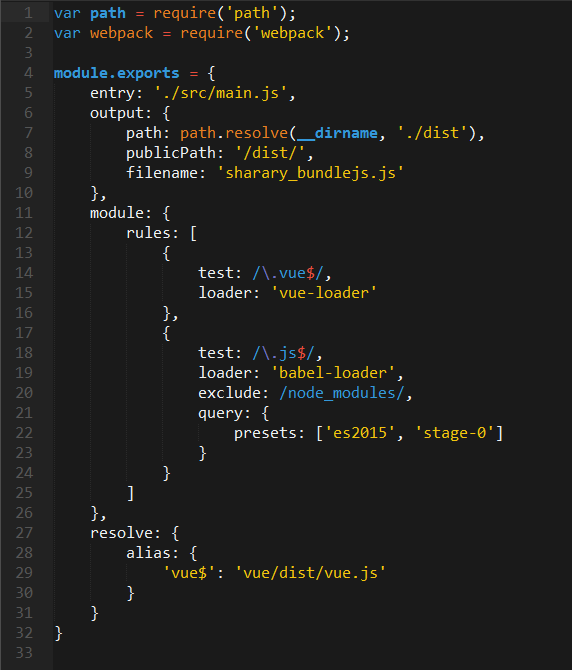 1 var path = require('path');
2 var webpack = require('webpack');
3
4 module.exports = {
5     entry: './src/main.js',
6     output: {
7         path: path.resolve(__dirname, './dist'),
8         publicPath: '/dist/',
9         filename: 'sharary_bundlejs.js'
10     },
11     module: {
12         rules: [
13             {
14                 test: /\.vue$/,
15                 loader: 'vue-loader'
16             },
17             {
18                 test: /\.js$/,
19                 loader: 'babel-loader',
20                 exclude: /node_modules/,
21                 query: {
22                     presets: ['es2015', 'stage-0']
23                 }
24             }
25         ]
26     },
27     resolve: {
28         alias: {
29             'vue$': 'vue/dist/vue.js'
30         }
31     }
32 }
33